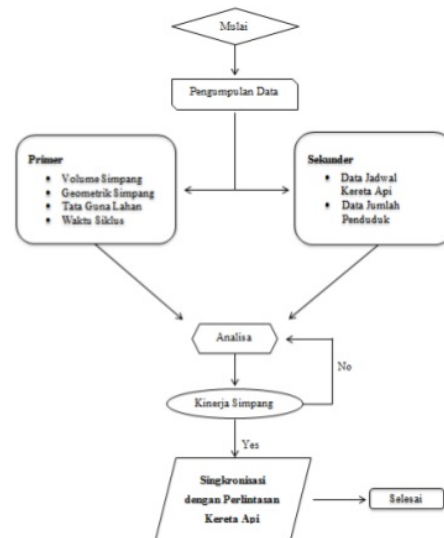 Mulai
Pengumpulan Data
Primer
• Volume Simpang
• Geometrik Simpang
• Tata Guna Lahan
• Waktu Siklus
Sekunder
• Data Jadwal
Kereta Api
• Data Jumlah
Penduduk
Analisa
No
Kinerja Simpang
Yes
Singkronisasi
dengan Perlintasan
Kereta Api
Selesai